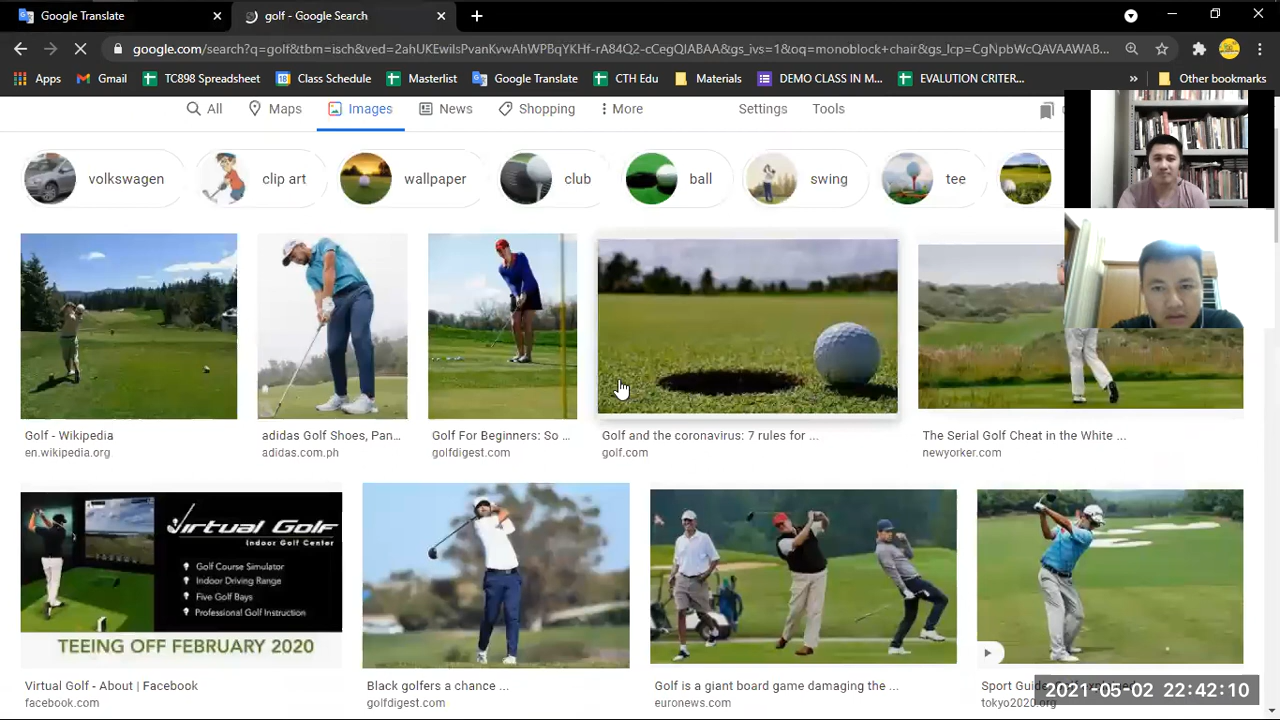 Google Translate
golf - Google Search
google.com/search?q=golf&tbm=isch&ved=2ahUKEwilsPvanKvwAhWPBqYKHf-rA84Q2-cCegQIABAA&gs_ivs=1&oq=monoblock+chair&gs_lcp=CgNpbWcQAVAAWAB...
Apps
Gmail
TC898 Spreadsheet
Class Schedule
Masterlist
Google Translate
CTH Edu
Materials
DEMO CLASS IN M...
EVALUTION CRITER...
Other bookmarks
All
Maps
Images
News
Shopping
More
Settings
Tools
volkswagen
clip art
wallpaper
club
ball
swing
tee
Golf - Wikipedia
en.wikipedia.org
adidas Golf Shoes, Pan...
adidas.com.ph
Golf For Beginners: So ...
golfdigest.com
Golf and the coronavirus: 7 rules for ...
golf.com
The Serial Golf Cheat in the White ...
newyorker.com
Virtual Golf
Indoor Golf Center
Golf Course Simulator
Indoor Driving Range
Five Golf Bays
Professional Golf Instruction
TEEING OFF FEBRUARY 2020
Virtual Golf - About | Facebook
facebook.com
Black golfers a chance ...
golfdigest.com
Golf is a giant board game damaging the ...
euronews.com
Sport
tokyo2020.org
2021-05-02 22:42:10